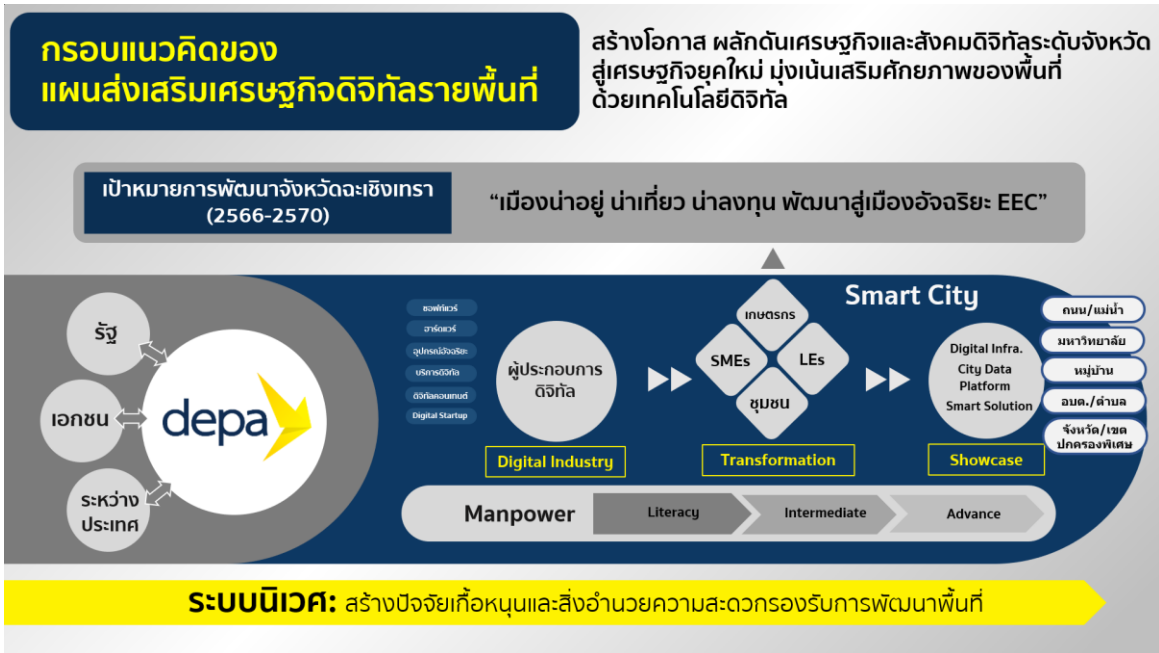 กรอบแนวคิดของ
แผนส่งเสริมเศรษฐกิจดิจิทัลรายพื้นที่
สร้างโอกาส ผลักดันเศรษฐกิจและสังคมดิจิทัลระดับจังหวัด
สู่เศรษฐกิจยุคใหม่ มุ่งเน้นเสริมศักยภาพของพื้นที่
ด้วยเทคโนโลยีดิจิทัล
เป้าหมายการพัฒนาจังหวัดฉะเชิงเทรา
(2566-2570)
“เมืองน่าอยู่ น่าเที่ยว น่าลงทุน พัฒนาสู่เมืองอัจฉริยะ EEC”
รัฐ
เอกชน
ระหว่าง
ประเทศ
depa
ซอฟท์แวร์
ฮาร์ดแวร์
อุปกรณ์อัจฉริยะ
บริการดิจิทัล
ดิจิทัลคอนเทนต์
Digital Startup
ผู้ประกอบการ
ดิจิทัล
Digital Industry
เกษตรกร
SMEs
LEs
ชุมชน
Transformation
Smart City
Digital Infra.
City Data
Platform
Smart Solution
Showcase
ถนน/แม่น้ำ
มหาวิทยาลัย
หมู่บ้าน
อบต./ตำบล
จังหวัด/เขต
ปกครองพิเศษ
Manpower
Literacy
Intermediate
Advance
ระบบนิเวศ: สร้างปัจจัยเกื้อหนุนและสิ่งอำนวยความสะดวกรองรับการพัฒนาพื้นที่